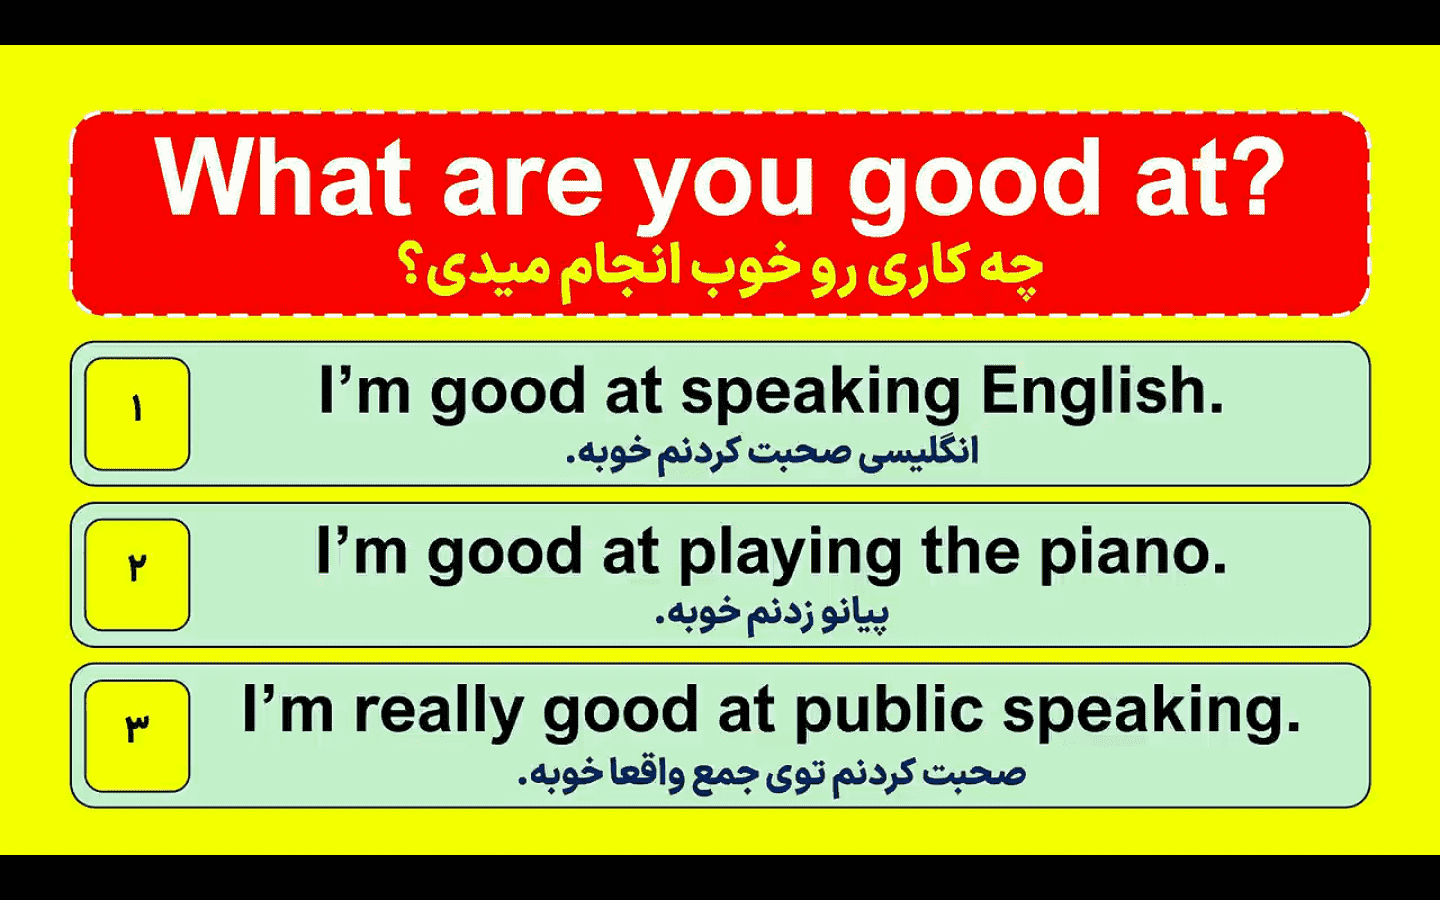 What are you good at?
چه کاری رو خوب انجام میدی؟
۱
I’m good at speaking English.
انگلیسی صحبت کردنم خوبه.
۲
I’m good at playing the piano.
پیانو زدنم خوبه.
۳
I’m really good at public speaking.
صحبت کردنم توی جمع واقعا خوبه.